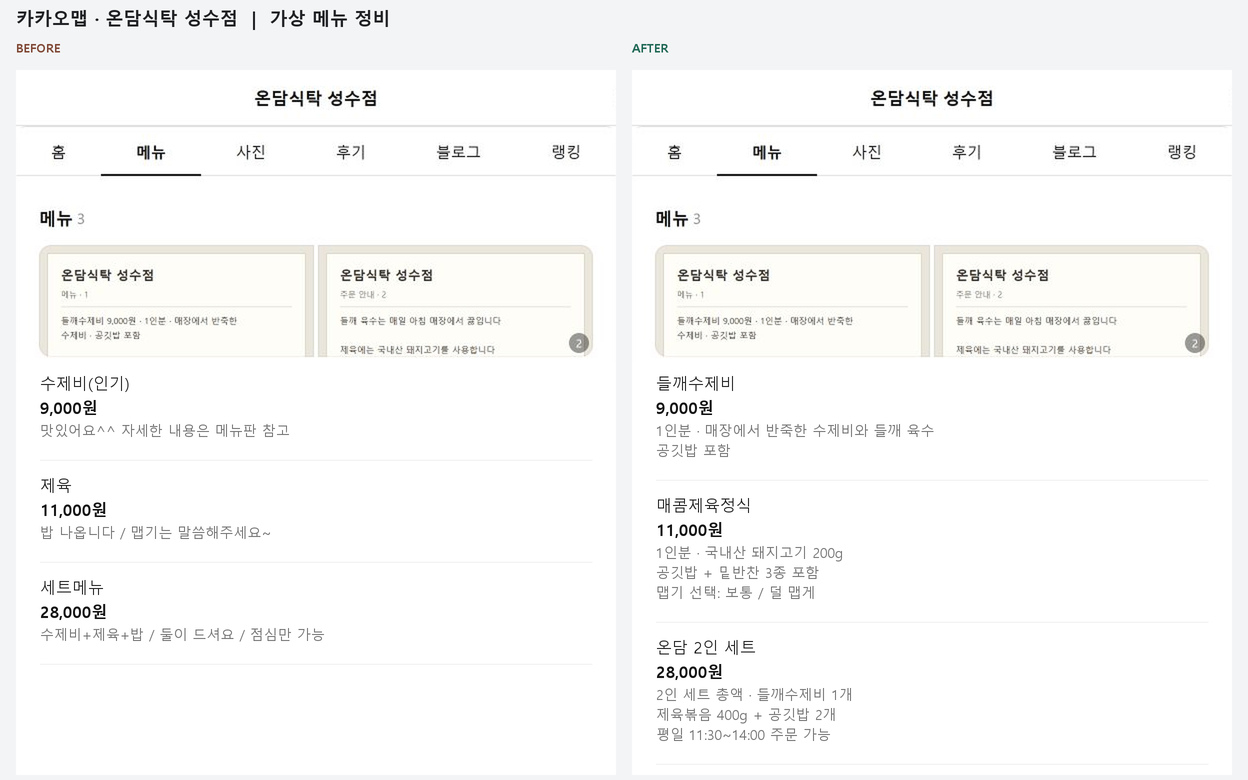 카카오맵 · 온담식탁 성수점 | 가상 메뉴 정비
BEFORE
온담식탁 성수점
홈 메뉴 사진 후기 블로그 랭킹
메뉴 3
온담식탁 성수점
메뉴 · 1
들깨수제비 9,000원 · 1인분 · 매장에서 반죽한
수제비 · 공깃밥 포함
온담식탁 성수점
주문 안내 · 2
들깨 육수는 매일 아침 매장에서 끓입니다
제육에는 국내산 돼지고기를 사용합니다
2
수제비(인기)
9,000원
맛있어요^^ 자세한 내용은 메뉴판 참고
제육
11,000원
밥 나옵니다 / 맵기는 말씀해주세요~
세트메뉴
28,000원
수제비+제육+밥 / 둘이 드셔요 / 점심만 가능
AFTER
온담식탁 성수점
홈 메뉴 사진 후기 블로그 랭킹
메뉴 3
온담식탁 성수점
메뉴 · 1
들깨수제비 9,000원 · 1인분 · 매장에서 반죽한
수제비 · 공깃밥 포함
온담식탁 성수점
주문 안내 · 2
들깨 육수는 매일 아침 매장에서 끓입니다
제육에는 국내산 돼지고기를 사용합니다
2
들깨수제비
9,000원
1인분 · 매장에서 반죽한 수제비와 들깨 육수
공깃밥 포함
매콤제육정식
11,000원
1인분 · 국내산 돼지고기 200g
공깃밥 + 밑반찬 3종 포함
맵기 선택: 보통 / 덜 맵게
온담 2인 세트
28,000원
2인 세트 총액 · 들깨수제비 1개
제육볶음 400g + 공깃밥 2개
평일 11:30~14:00 주문 가능